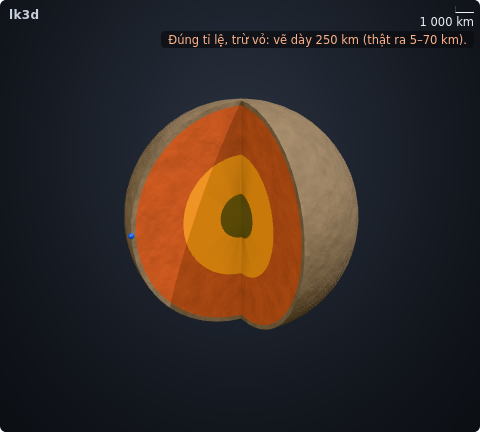 lk3d
1 000 km
Đúng tỉ lệ, trừ vỏ: vẽ dày 250 km (thật ra 5–70 km).